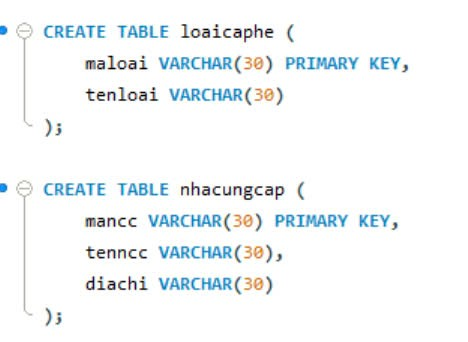 CREATE TABLE loaicaphe (
maloai VARCHAR(30) PRIMARY KEY,
tenloai VARCHAR(30)
);
CREATE TABLE nhacungcap (
mancc VARCHAR(30) PRIMARY KEY,
tenncc VARCHAR(30),
diachi VARCHAR(30)
);